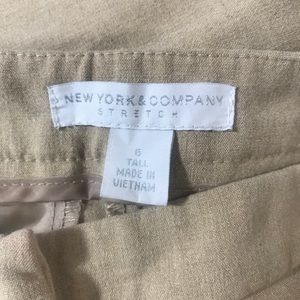 NEW YORK & COMPANY
STRETCH
6
TALL
MADE IN
VIETNAM